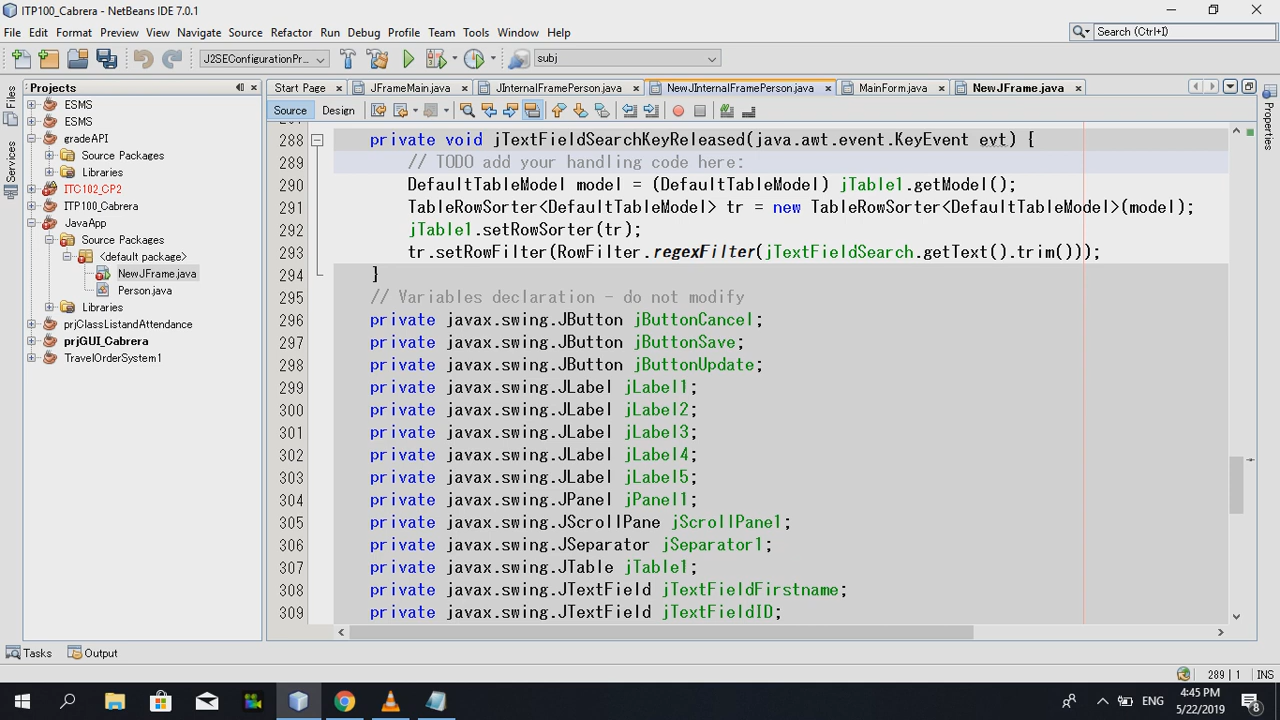 ITP100_Cabrera - NetBeans IDE 7.0.1
File Edit Format Preview View Navigate Source Refactor Run Debug Profile Team Tools Window Help
Search (Ctrl+I)
J2SEConfigurationPr...
subj
Projects
Start Page
JFrameMain.java
JInternalFramePerson.java
NewJInternalFramePerson.java
MainForm.java
NewJFrame.java
Files
Services
Properties
Source Design
ESMS
ESMS
gradeAPI
Source Packages
Libraries
ITC102_CP2
ITP100_Cabrera
JavaApp
Source Packages
<default package>
NewJFrame.java
Person.java
Libraries
prjClassListandAttendance
prjGUI_Cabrera
TravelOrderSystem1
288 private void jTextFieldSearchKeyReleased(java.awt.event.KeyEvent evt) {
289 // TODO add your handling code here:
290 DefaultTableModel model = (DefaultTableModel) jTable1.getModel();
291 TableRowSorter<DefaultTableModel> tr = new TableRowSorter<DefaultTableModel>(model);
292 jTable1.setRowSorter(tr);
293 tr.setRowFilter(RowFilter.regexFilter(jTextFieldSearch.getText().trim()));
294 }
295 // Variables declaration - do not modify
296 private javax.swing.JButton jButtonCancel;
297 private javax.swing.JButton jButtonSave;
298 private javax.swing.JButton jButtonUpdate;
299 private javax.swing.JLabel jLabel1;
300 private javax.swing.JLabel jLabel2;
301 private javax.swing.JLabel jLabel3;
302 private javax.swing.JLabel jLabel4;
303 private javax.swing.JLabel jLabel5;
304 private javax.swing.JPanel jPanel1;
305 private javax.swing.JScrollPane jScrollPane1;
306 private javax.swing.JSeparator jSeparator1;
307 private javax.swing.JTable jTable1;
308 private javax.swing.JTextField jTextFieldFirstname;
309 private javax.swing.JTextField jTextFieldID;
Tasks Output
289 | 1 INS
ENG
4:45 PM
5/22/2019
8